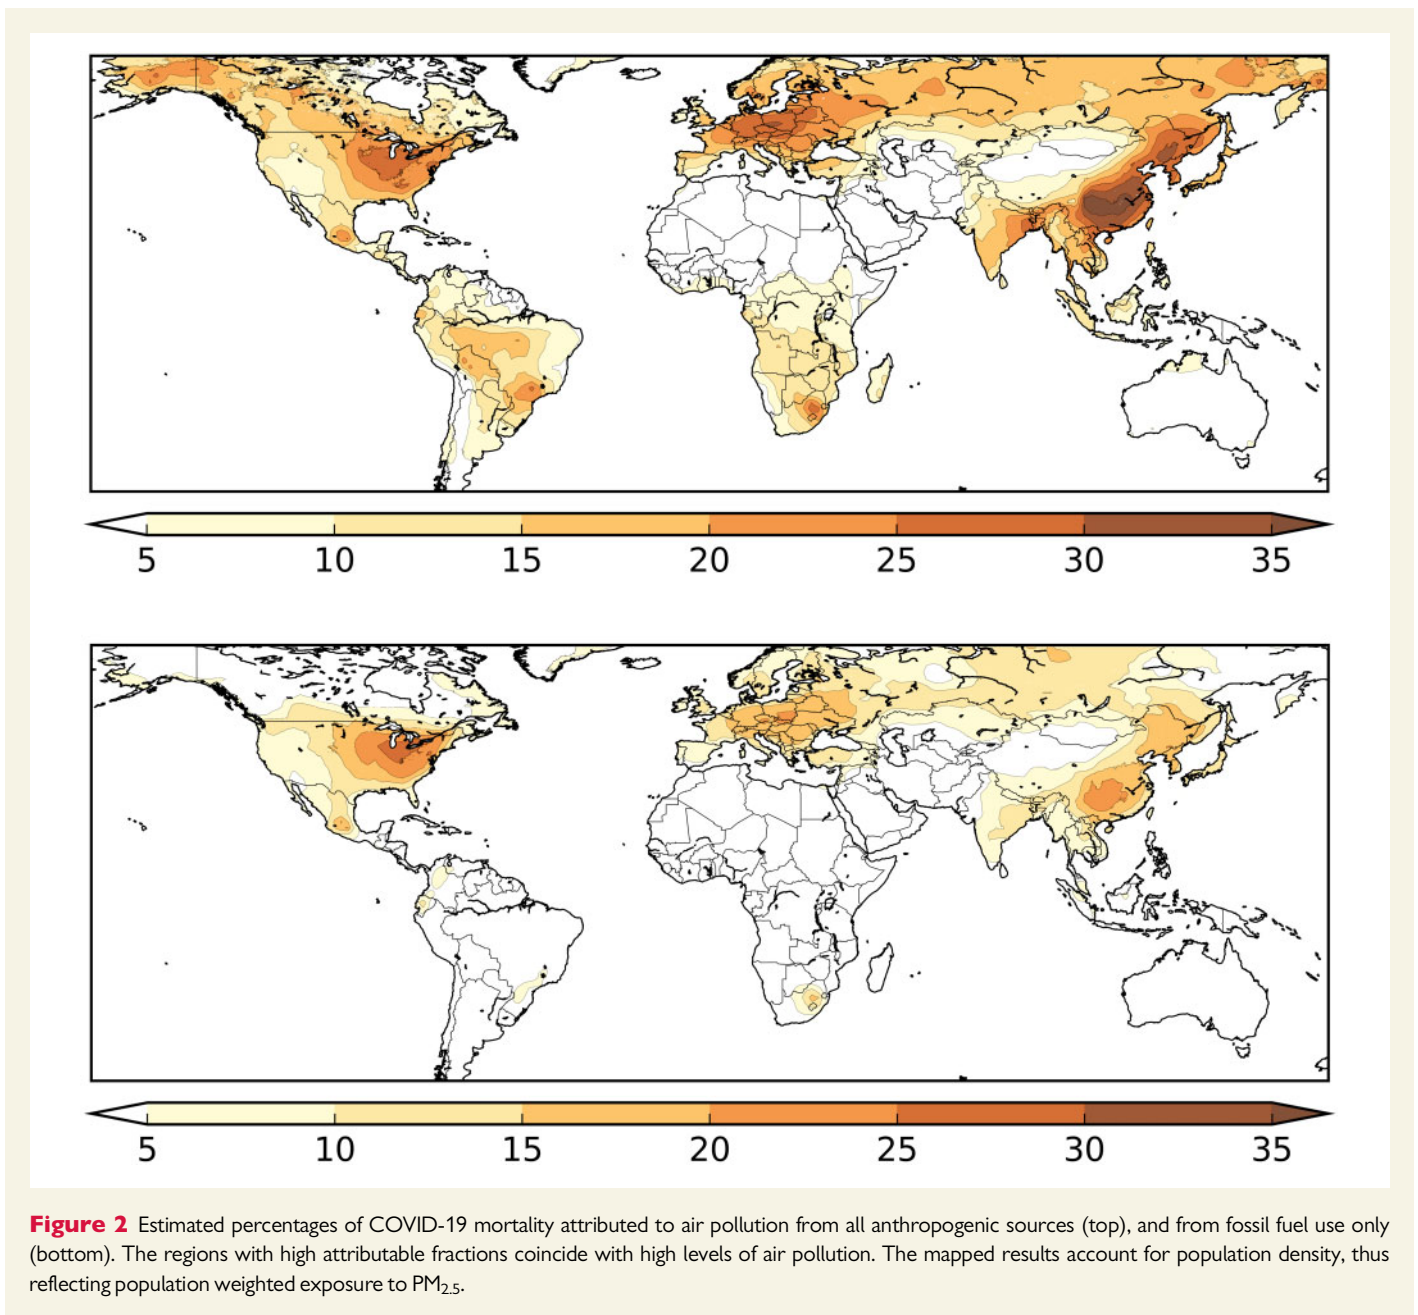 5 10 15 20 25 30 35
5 10 15 20 25 30 35
Figure 2 Estimated percentages of COVID-19 mortality attributed to air pollution from all anthropogenic sources (top), and from fossil fuel use only
(bottom). The regions with high attributable fractions coincide with high levels of air pollution. The mapped results account for population density, thus
reflecting population weighted exposure to PM2.5.